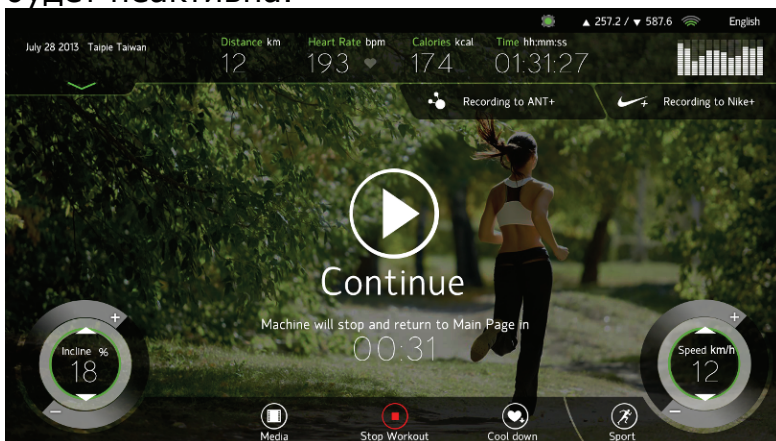 будет неактивна.
▲ 257.2 / ▼ 587.6 English
July 28 2013 Taipie Taiwan
Distance km Heart Rate bpm Calories kcal Time hh:mm:ss
12 193 174 01:31:27
Recording to ANT+ Recording to Nike+
Continue
Machine will stop and return to Main Page in
00:31
Incline % Speed km/h
18 12
Media Stop Workout Cool down Sport